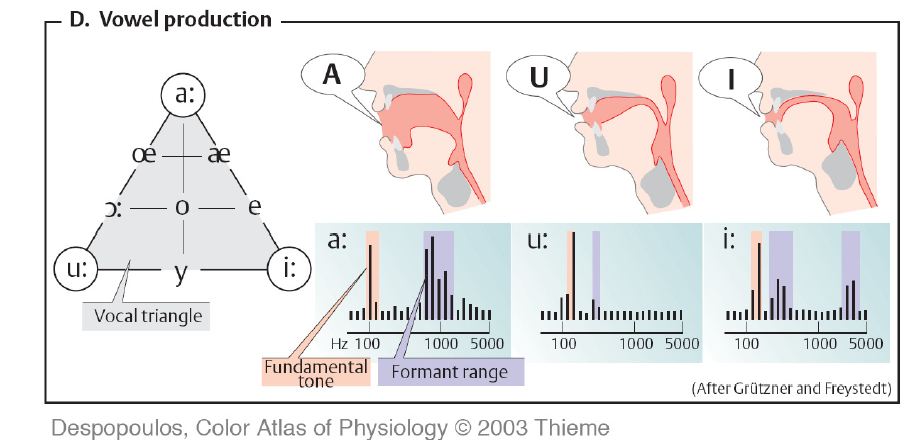 D. Vowel production
A
U
I
a:
œ
æ
ɔ:
o
e
u:
y
i:
Vocal triangle
a:
u:
i:
Hz 100 1000 5000
100 1000 5000
100 1000 5000
Fundamental
tone
Formant range
(After Grützner and Freystedt)
Despopoulos, Color Atlas of Physiology © 2003 Thieme